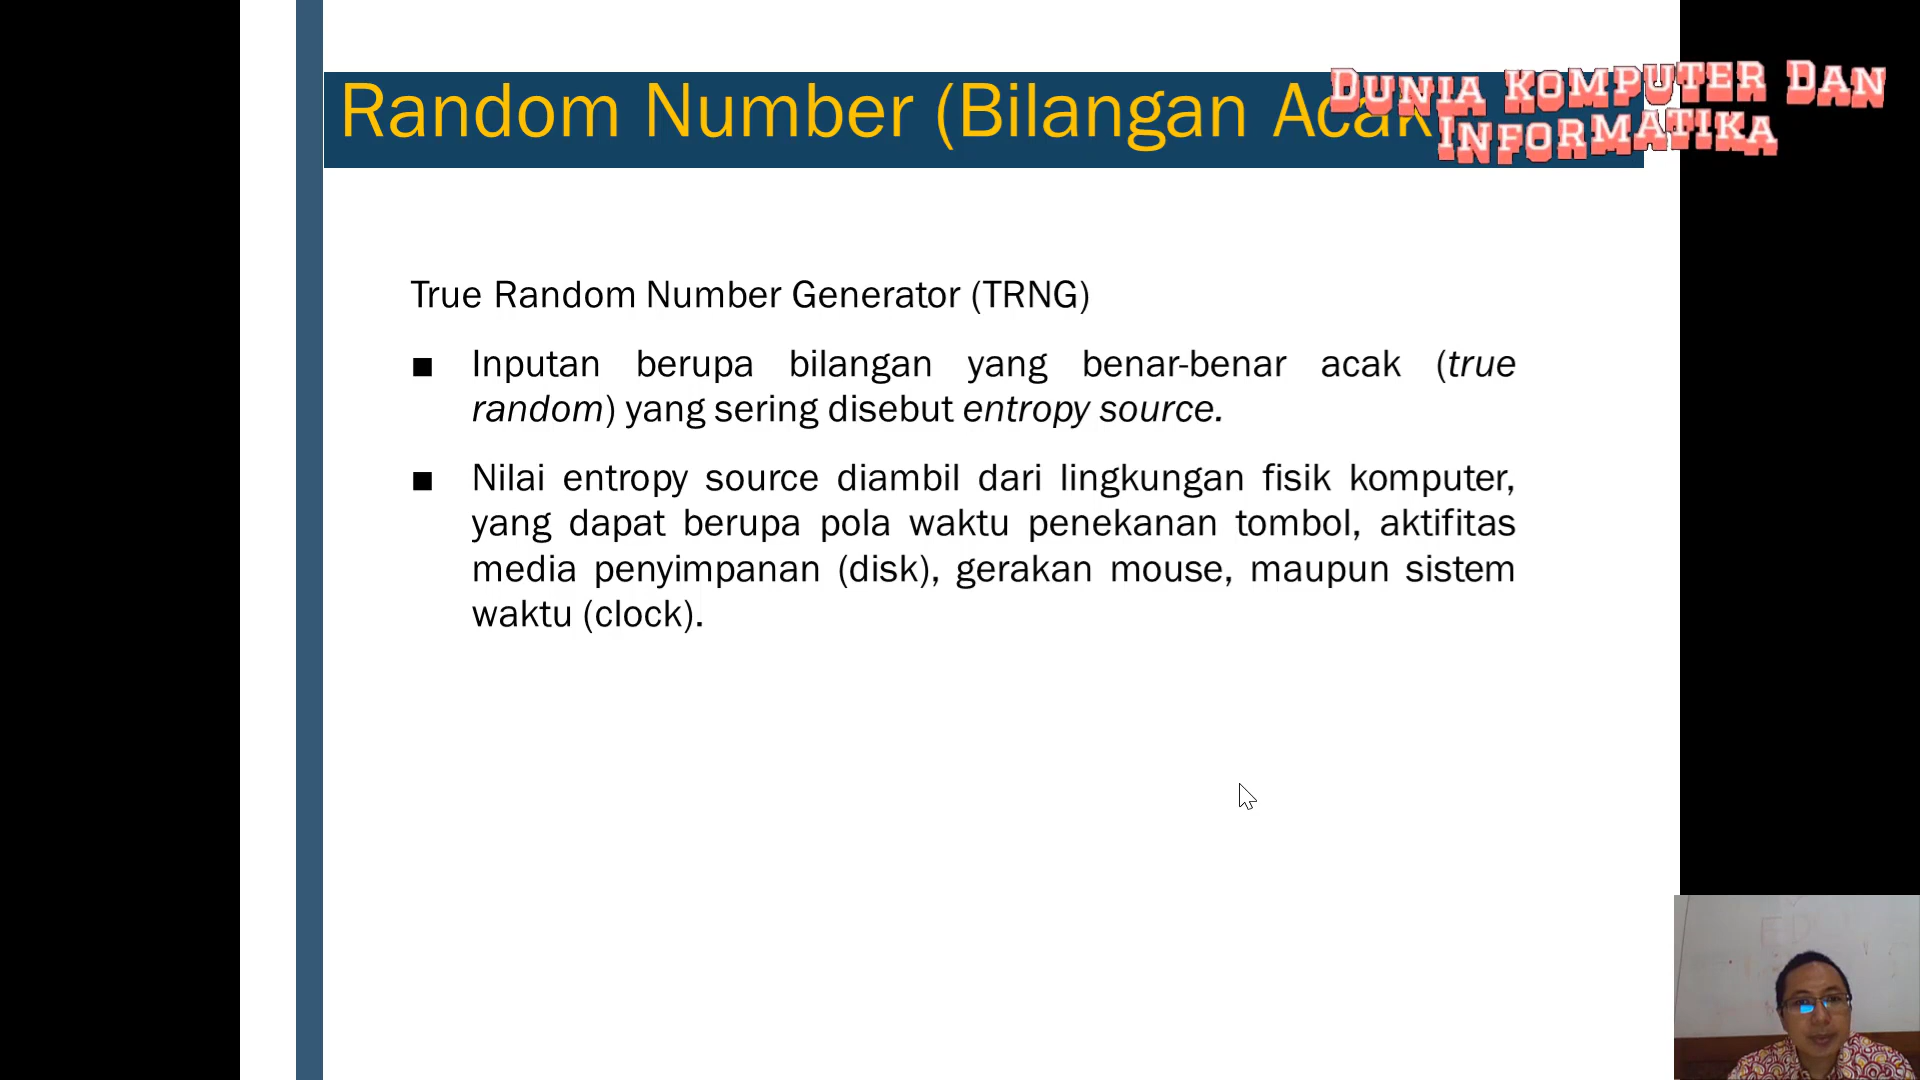 Random Number (Bilangan Acak
DUNIA KOMPUTER DAN
INFORMATIKA
True Random Number Generator (TRNG)
■ Inputan berupa bilangan yang benar-benar acak (true
random) yang sering disebut entropy source.
■ Nilai entropy source diambil dari lingkungan fisik komputer,
yang dapat berupa pola waktu penekanan tombol, aktifitas
media penyimpanan (disk), gerakan mouse, maupun sistem
waktu (clock).